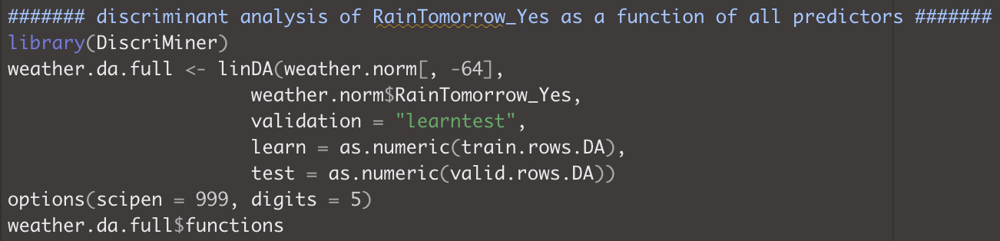 ####### discriminant analysis of RainTomorrow_Yes as a function of all predictors #######
library(DiscriMiner)
weather.da.full <- linDA(weather.norm[, -64],
weather.norm$RainTomorrow_Yes,
validation = "learntest",
learn = as.numeric(train.rows.DA),
test = as.numeric(valid.rows.DA))
options(scipen = 999, digits = 5)
weather.da.full$functions